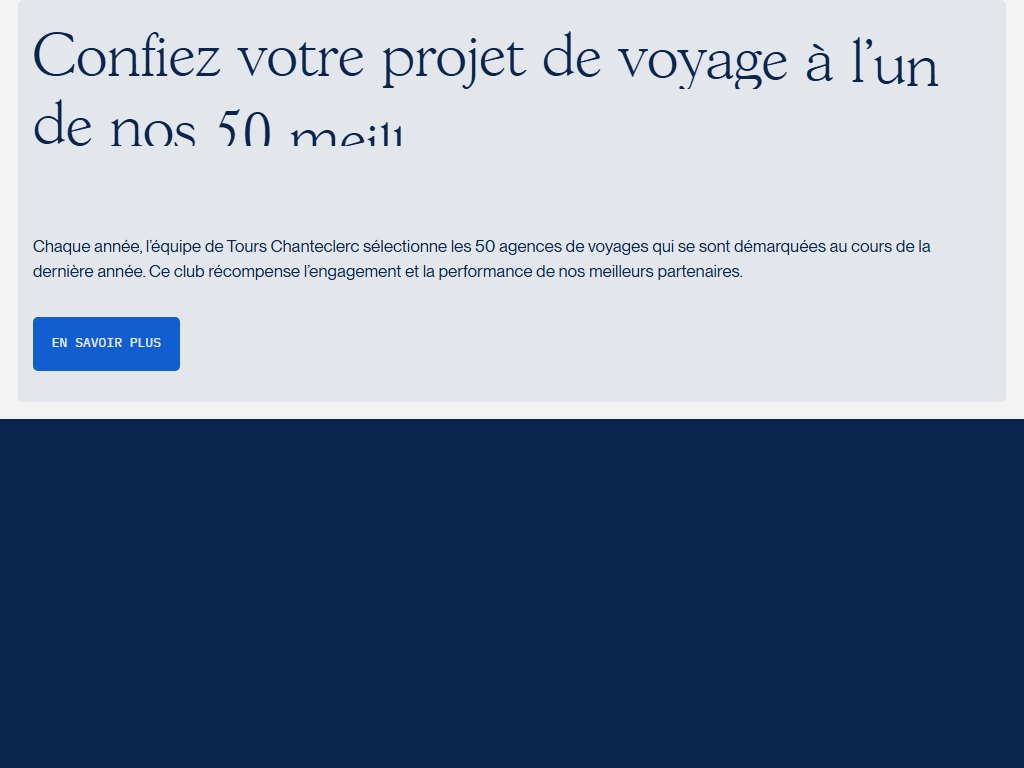 Confiez votre projet de voyage à l’un
de nos 50 meill
Chaque année, l’équipe de Tours Chanteclerc sélectionne les 50 agences de voyages qui se sont démarquées au cours de la
dernière année. Ce club récompense l’engagement et la performance de nos meilleurs partenaires.
EN SAVOIR PLUS